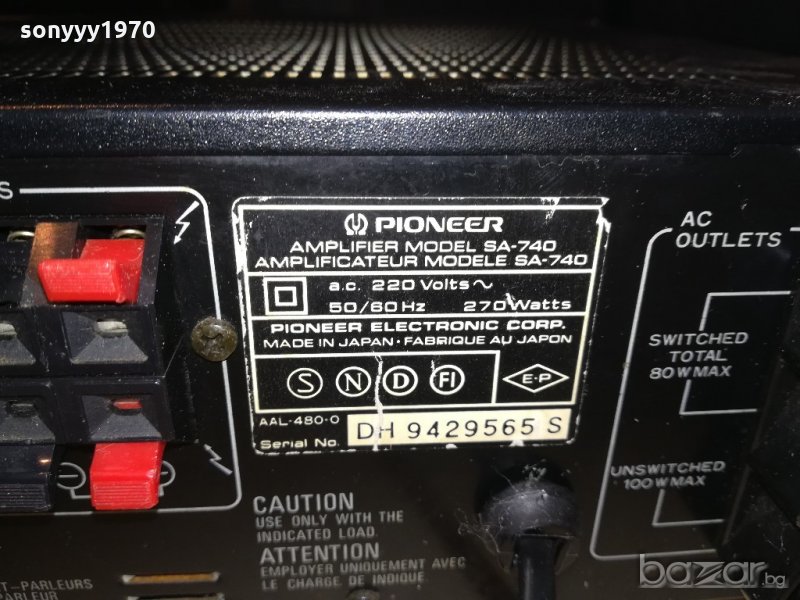 sonyyy1970
S
PIONEER
AMPLIFIER MODEL SA-740
AMPLIFICATEUR MODELE SA-740
a.c. 220 Volts ~
50/60 Hz 270 Watts
PIONEER ELECTRONIC CORP.
MADE IN JAPAN · FABRIQUE AU JAPON
S N D FI E·P
AAL-480-0
Serial No. DH 9429565 S
AC
OUTLETS
SWITCHED
TOTAL
80W MAX
UNSWITCHED
100W MAX
CAUTION
USE ONLY WITH THE
INDICATED LOAD.
ATTENTION
EMPLOYER UNIQUEMENT AVEC
LE CHARGE DE INDIQUE.
T-PARLEURS
PARLEUR
bazar.bg